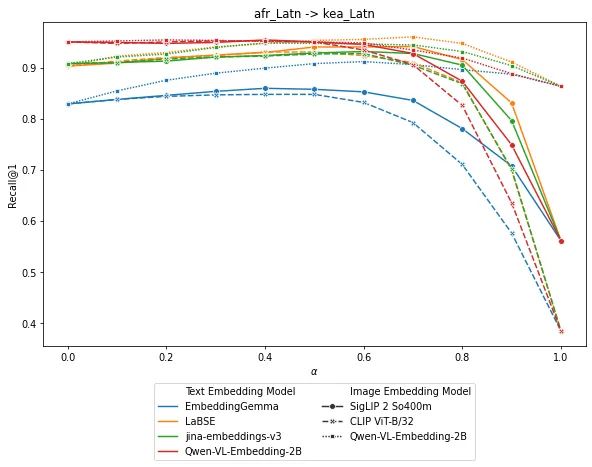 afr_Latn -> kea_Latn
Recall@1
0.9
0.8
0.7
0.6
0.5
0.4
0.0 0.2 0.4 0.6 0.8 1.0
α
Text Embedding Model Image Embedding Model
EmbeddingGemma SigLIP 2 So400m
LaBSE CLIP ViT-B/32
jina-embeddings-v3 Qwen-VL-Embedding-2B
Qwen-VL-Embedding-2B